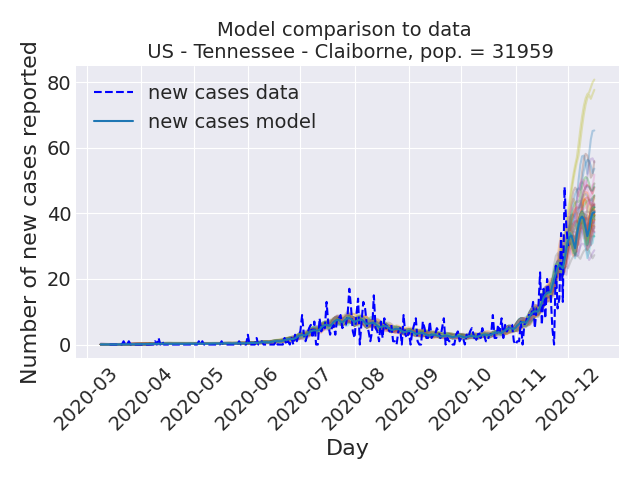 Model comparison to data
US - Tennessee - Claiborne, pop. = 31959
Number of new cases reported
80
60
40
20
0
new cases data
new cases model
2020-03
2020-04
2020-05
2020-06
2020-07
2020-08
2020-09
2020-10
2020-11
2020-12
Day